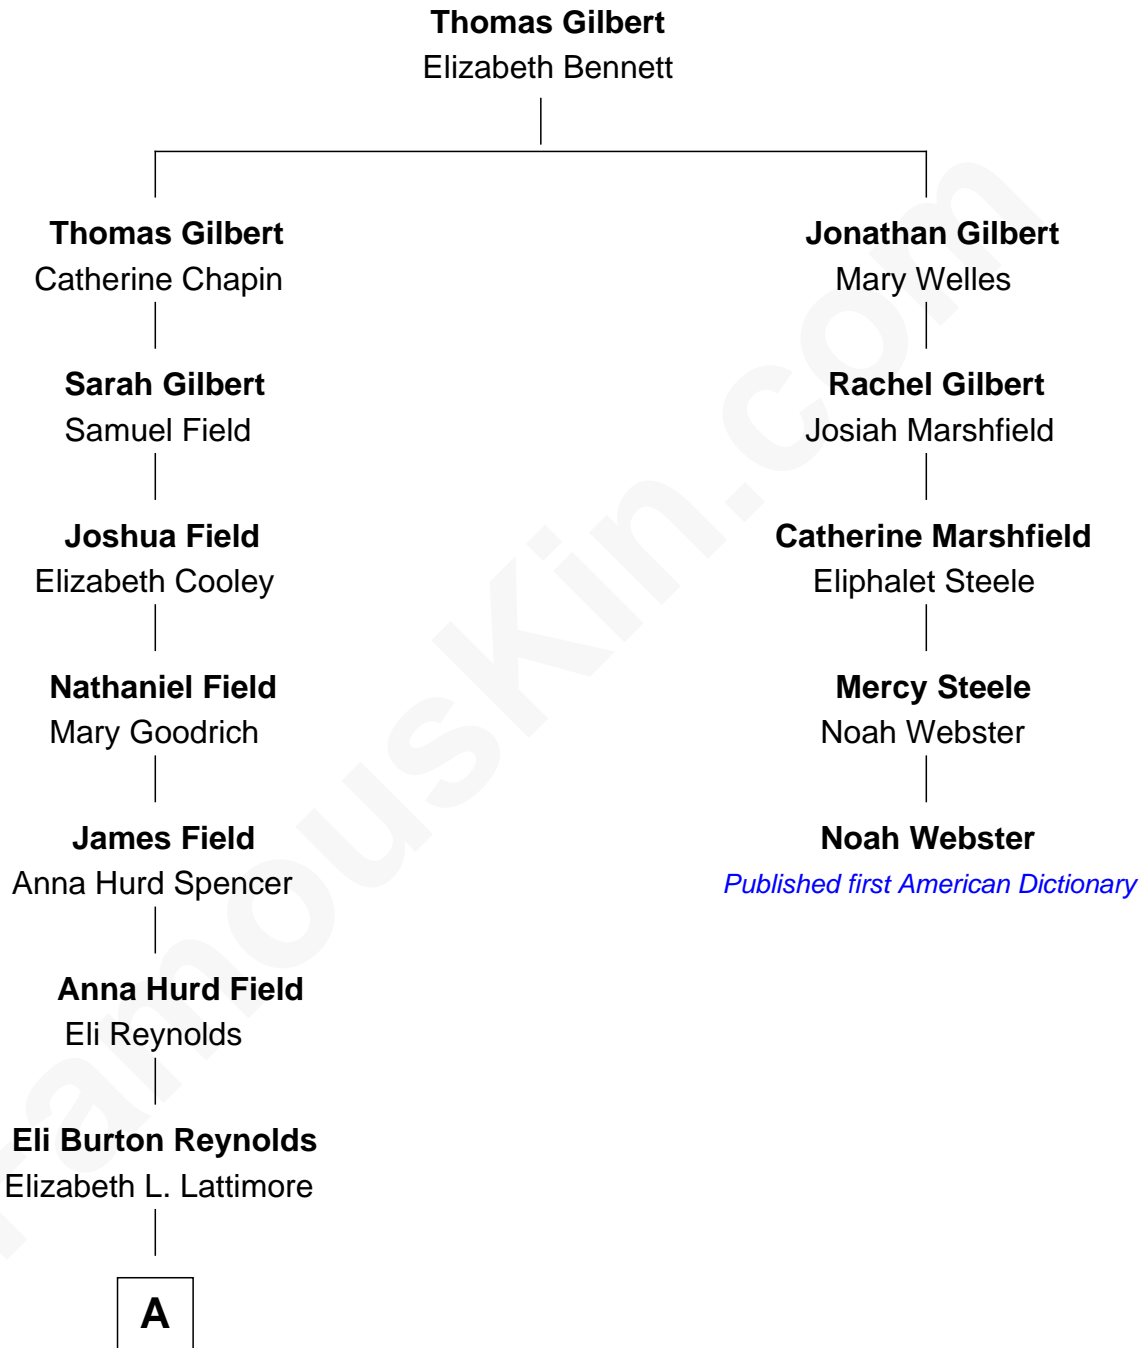 Thomas Gilbert
Elizabeth Bennett
Thomas Gilbert
Catherine Chapin
Jonathan Gilbert
Mary Welles
Sarah Gilbert
Samuel Field
Rachel Gilbert
Josiah Marshfield
Joshua Field
Elizabeth Cooley
Catherine Marshfield
Eliphalet Steele
Nathaniel Field
Mary Goodrich
Mercy Steele
Noah Webster
James Field
Anna Hurd Spencer
Noah Webster
Published first American Dictionary
Anna Hurd Field
Eli Reynolds
Eli Burton Reynolds
Elizabeth L. Lattimore
A
FamousKin.com